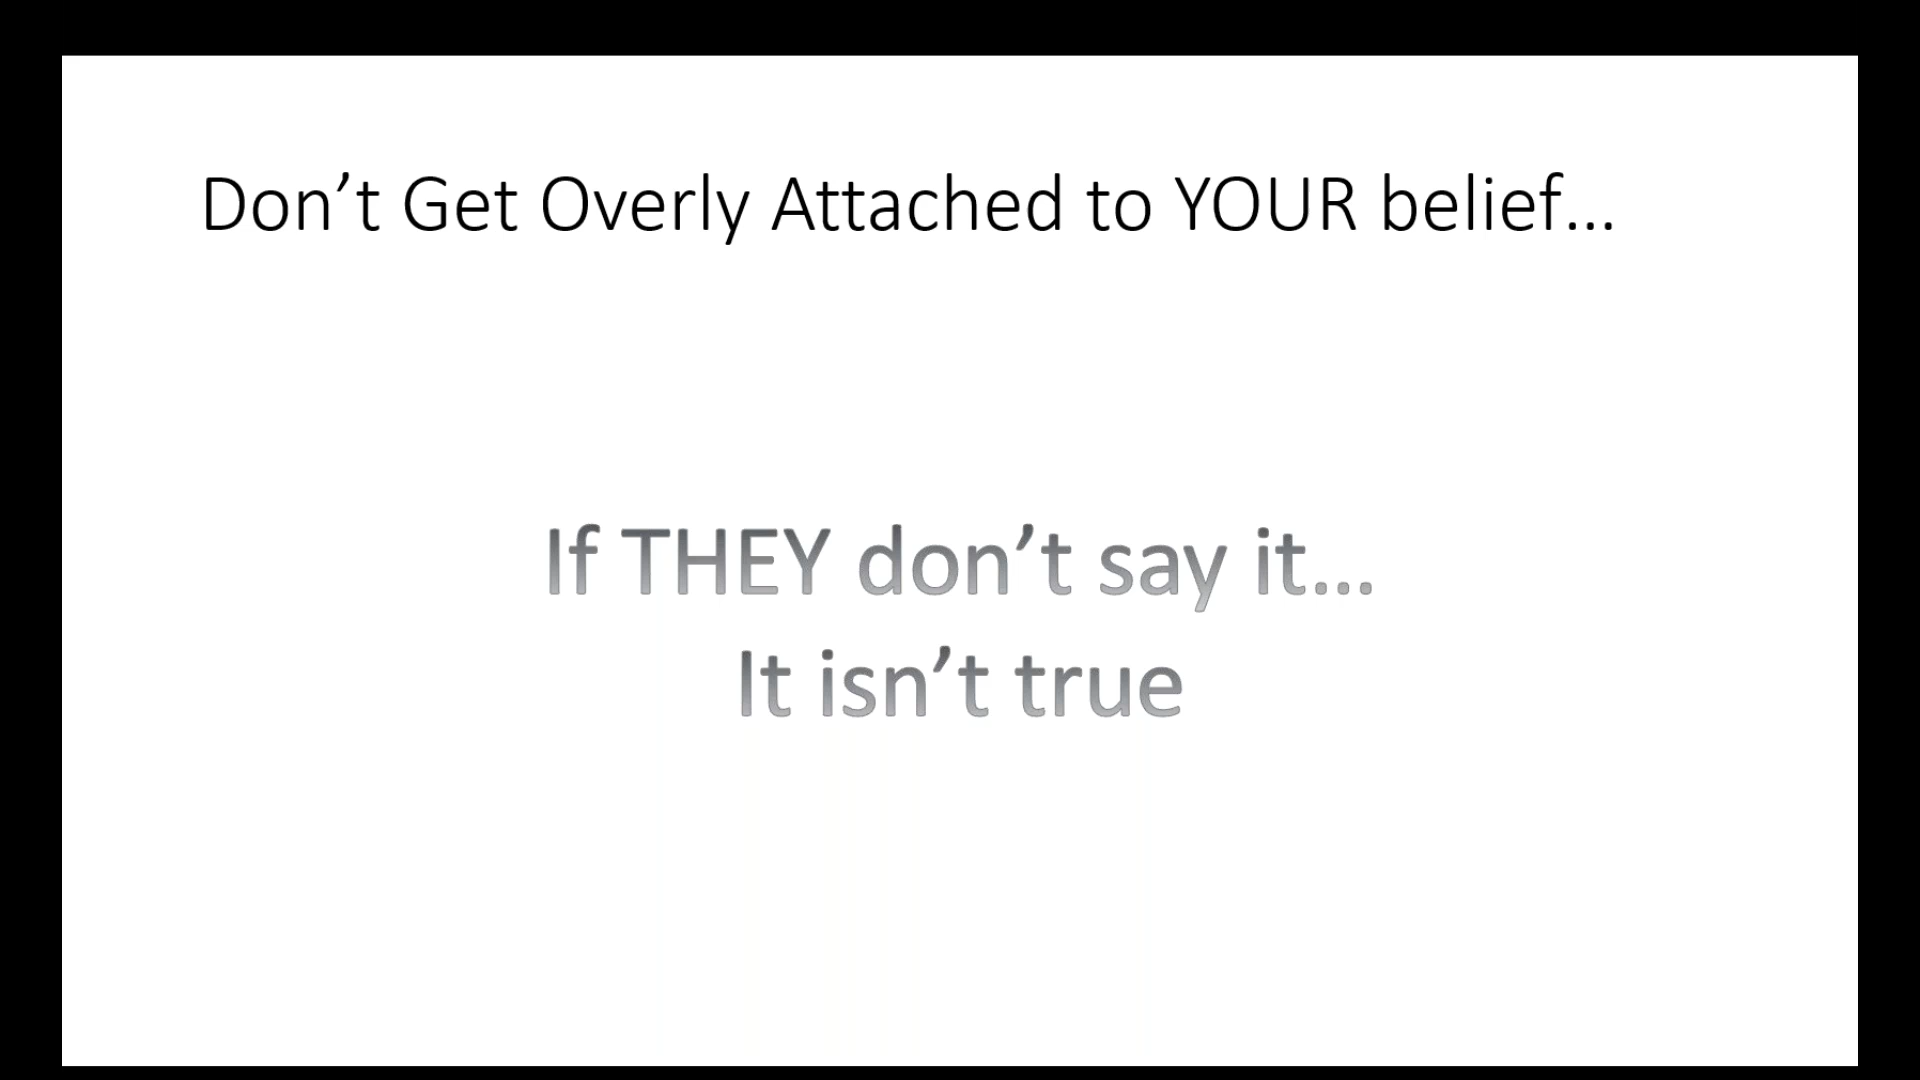 Don’t Get Overly Attached to YOUR belief…
If THEY don’t say it…
It isn’t true